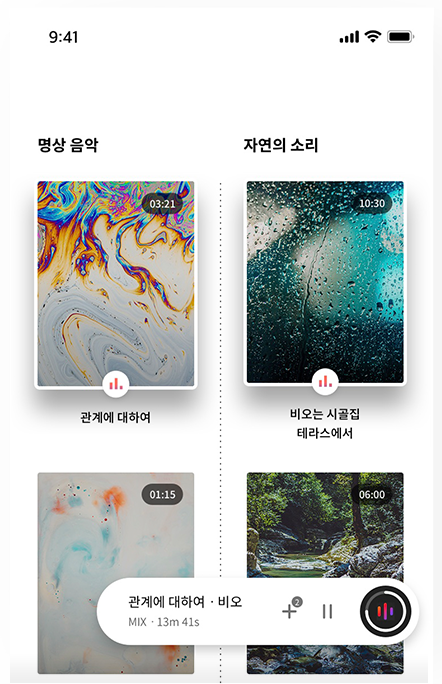 9:41
명상 음악
자연의 소리
03:21
10:30
관계에 대하여
비오는 시골집
테라스에서
01:15
06:00
관계에 대하여 · 비오
2
MIX · 13m 41s